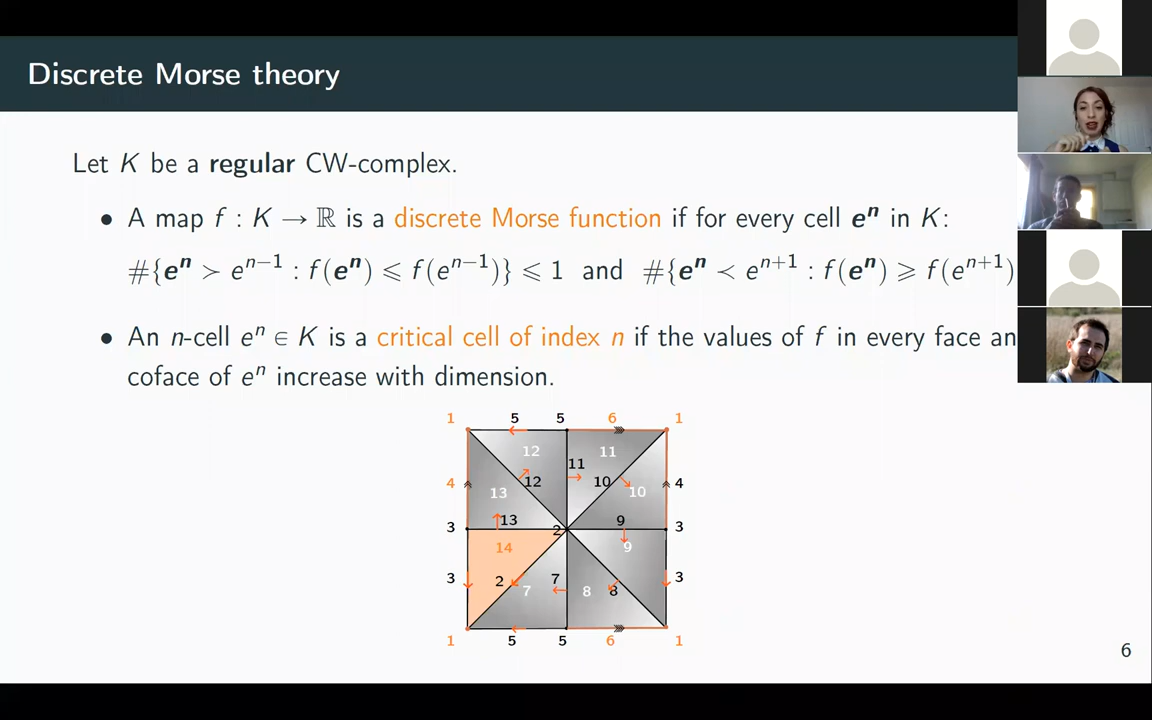 Discrete Morse theory
Let K be a regular CW-complex.
• A map f : K → ℝ is a discrete Morse function if for every cell eⁿ in K:
#{eⁿ ≻ eⁿ⁻¹ : f(eⁿ) ⩽ f(eⁿ⁻¹)} ⩽ 1 and #{eⁿ ≺ eⁿ⁺¹ : f(eⁿ) ⩾ f(eⁿ⁺¹)
• An n-cell eⁿ ∈ K is a critical cell of index n if the values of f in every face an
coface of eⁿ increase with dimension.
1 5 5 6 1
12 11
11
4 12 10 10 4
13
3 13 2 9 3
14 9
3 2 7 7 8 8 3
1 5 5 6 1
6